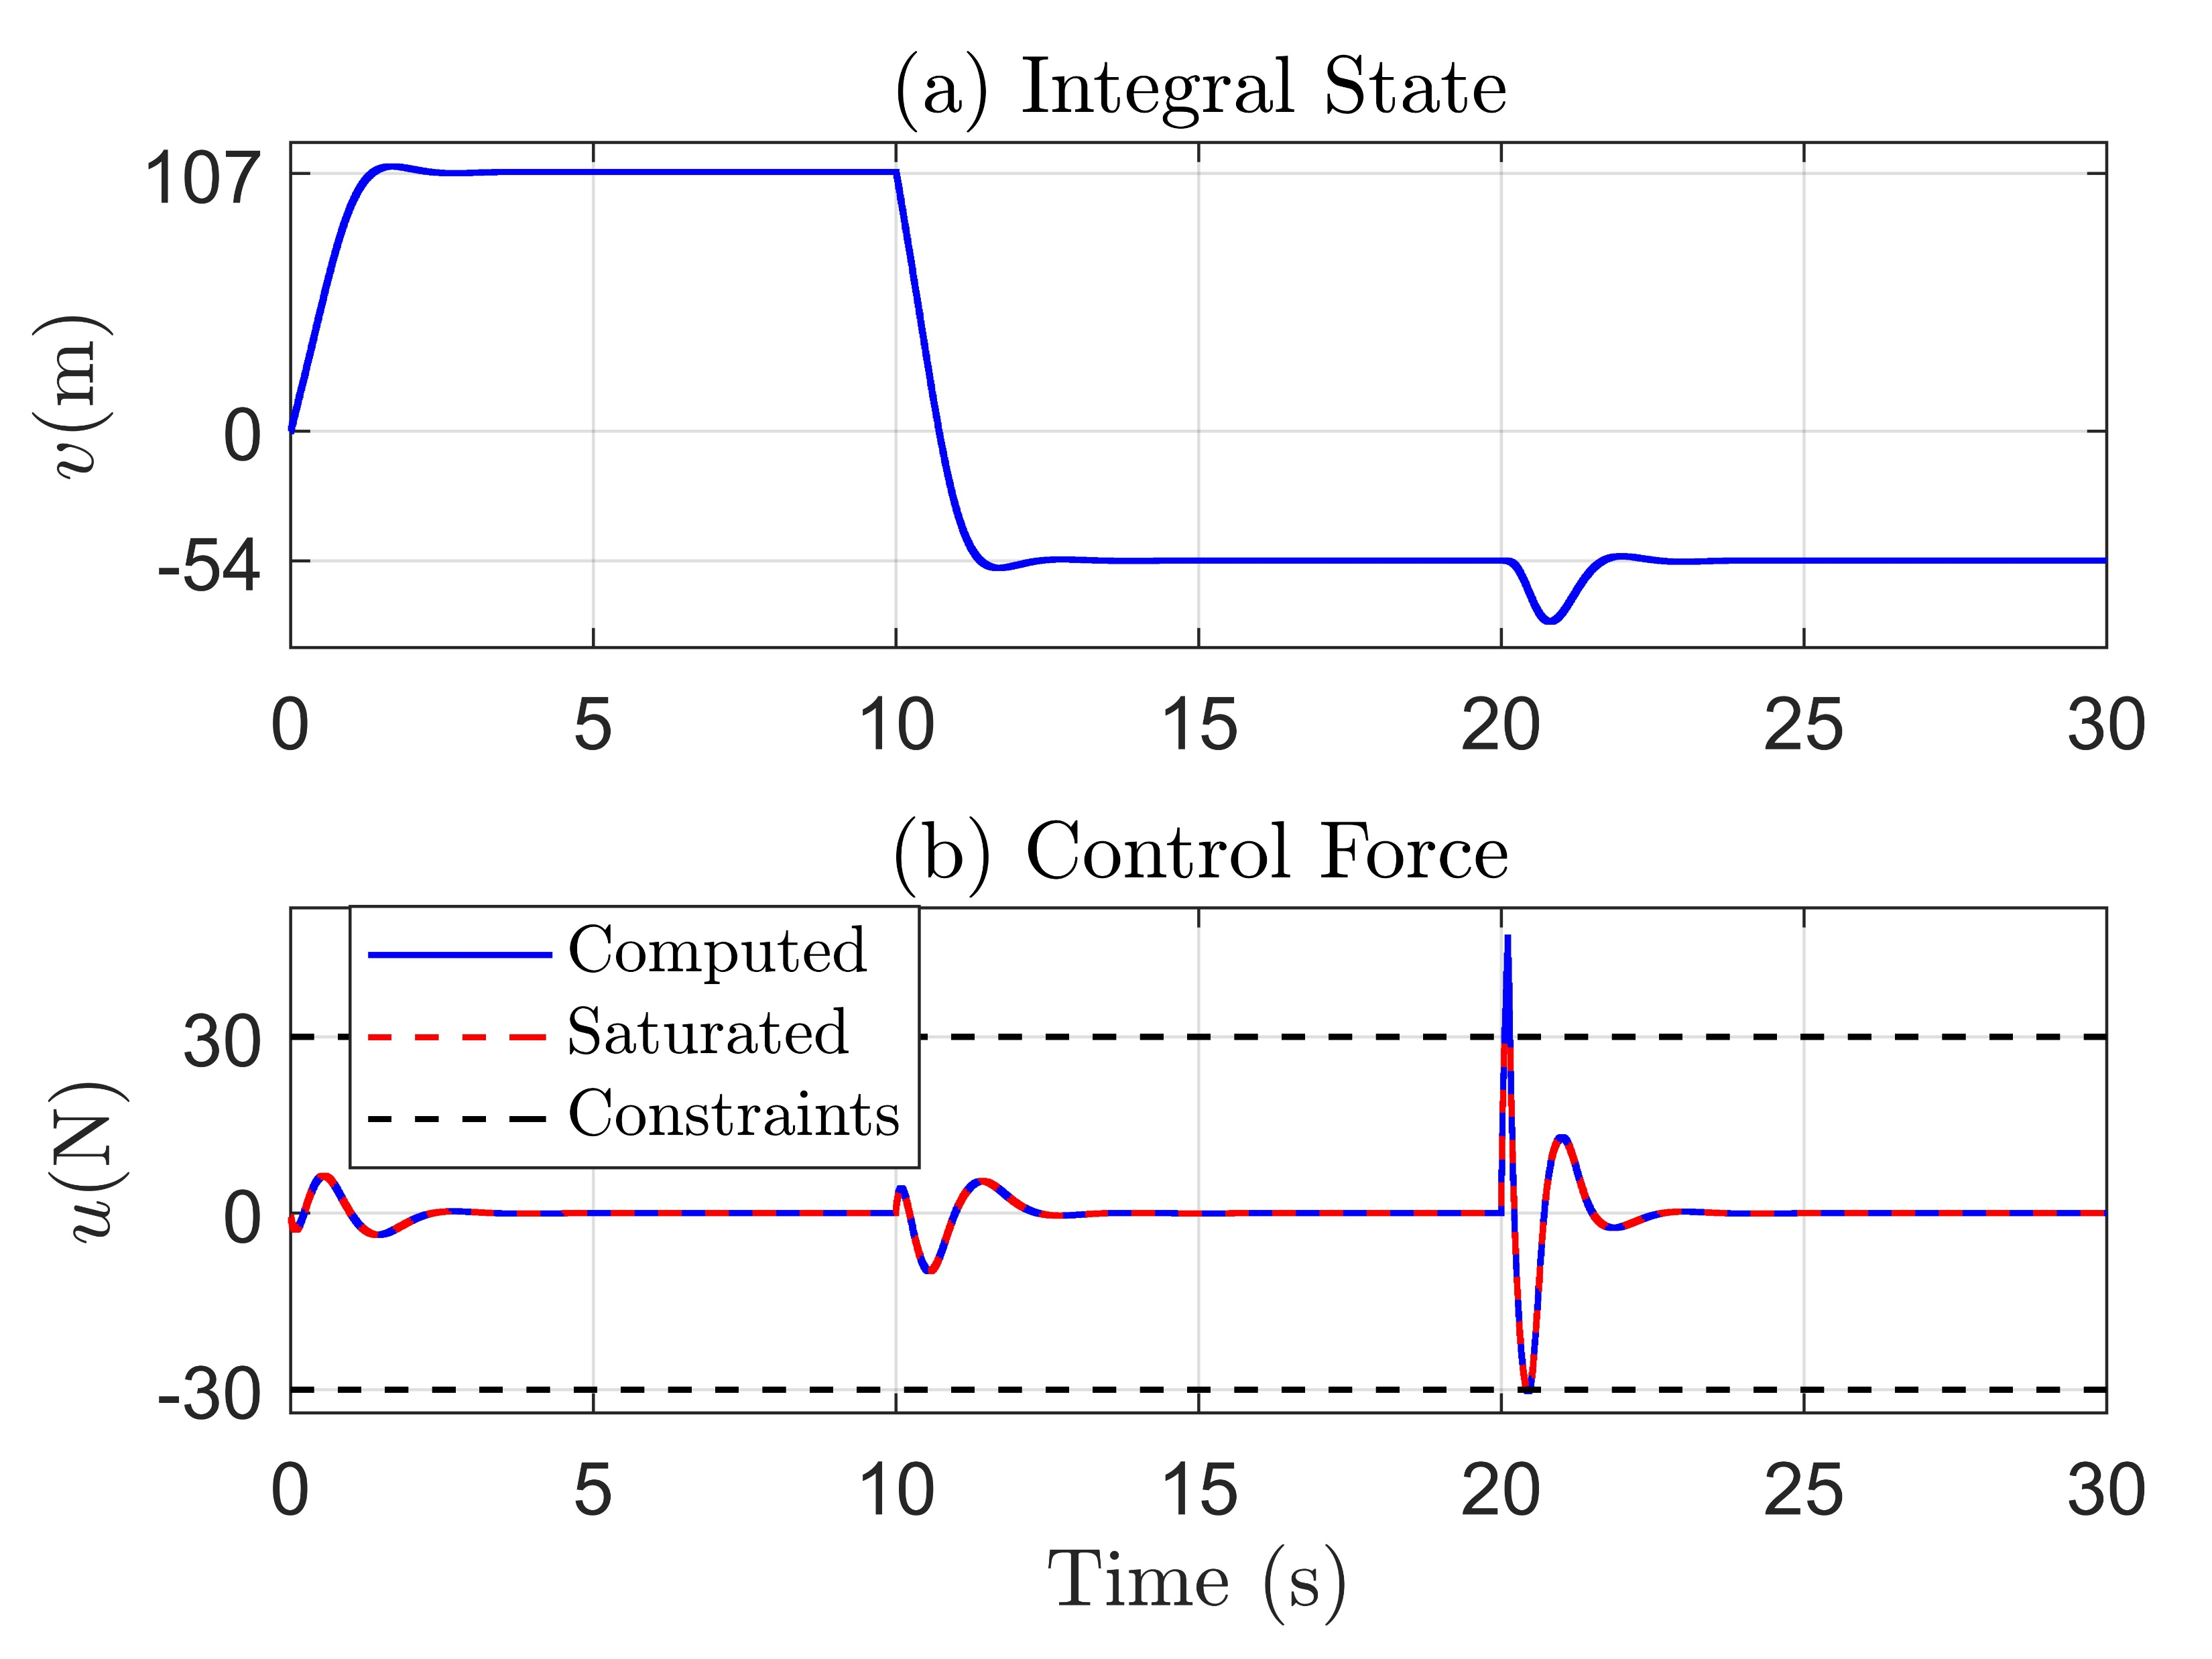 (a) Integral State
v(m)
107
0
-54
0 5 10 15 20 25 30
(b) Control Force
Computed
Saturated
Constraints
u(N)
30
0
-30
0 5 10 15 20 25 30
Time (s)